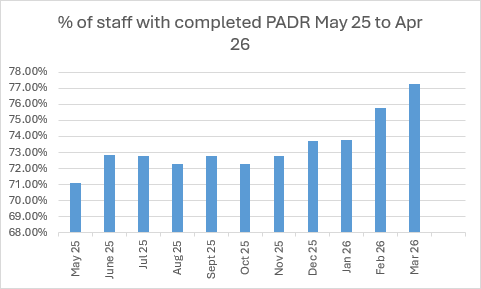 % of staff with completed PADR May 25 to Apr
26
78.00%
77.00%
76.00%
75.00%
74.00%
73.00%
72.00%
71.00%
70.00%
69.00%
68.00%
May 25
June 25
Jul 25
Aug 25
Sept 25
Oct 25
Nov 25
Dec 25
Jan 26
Feb 26
Mar 26